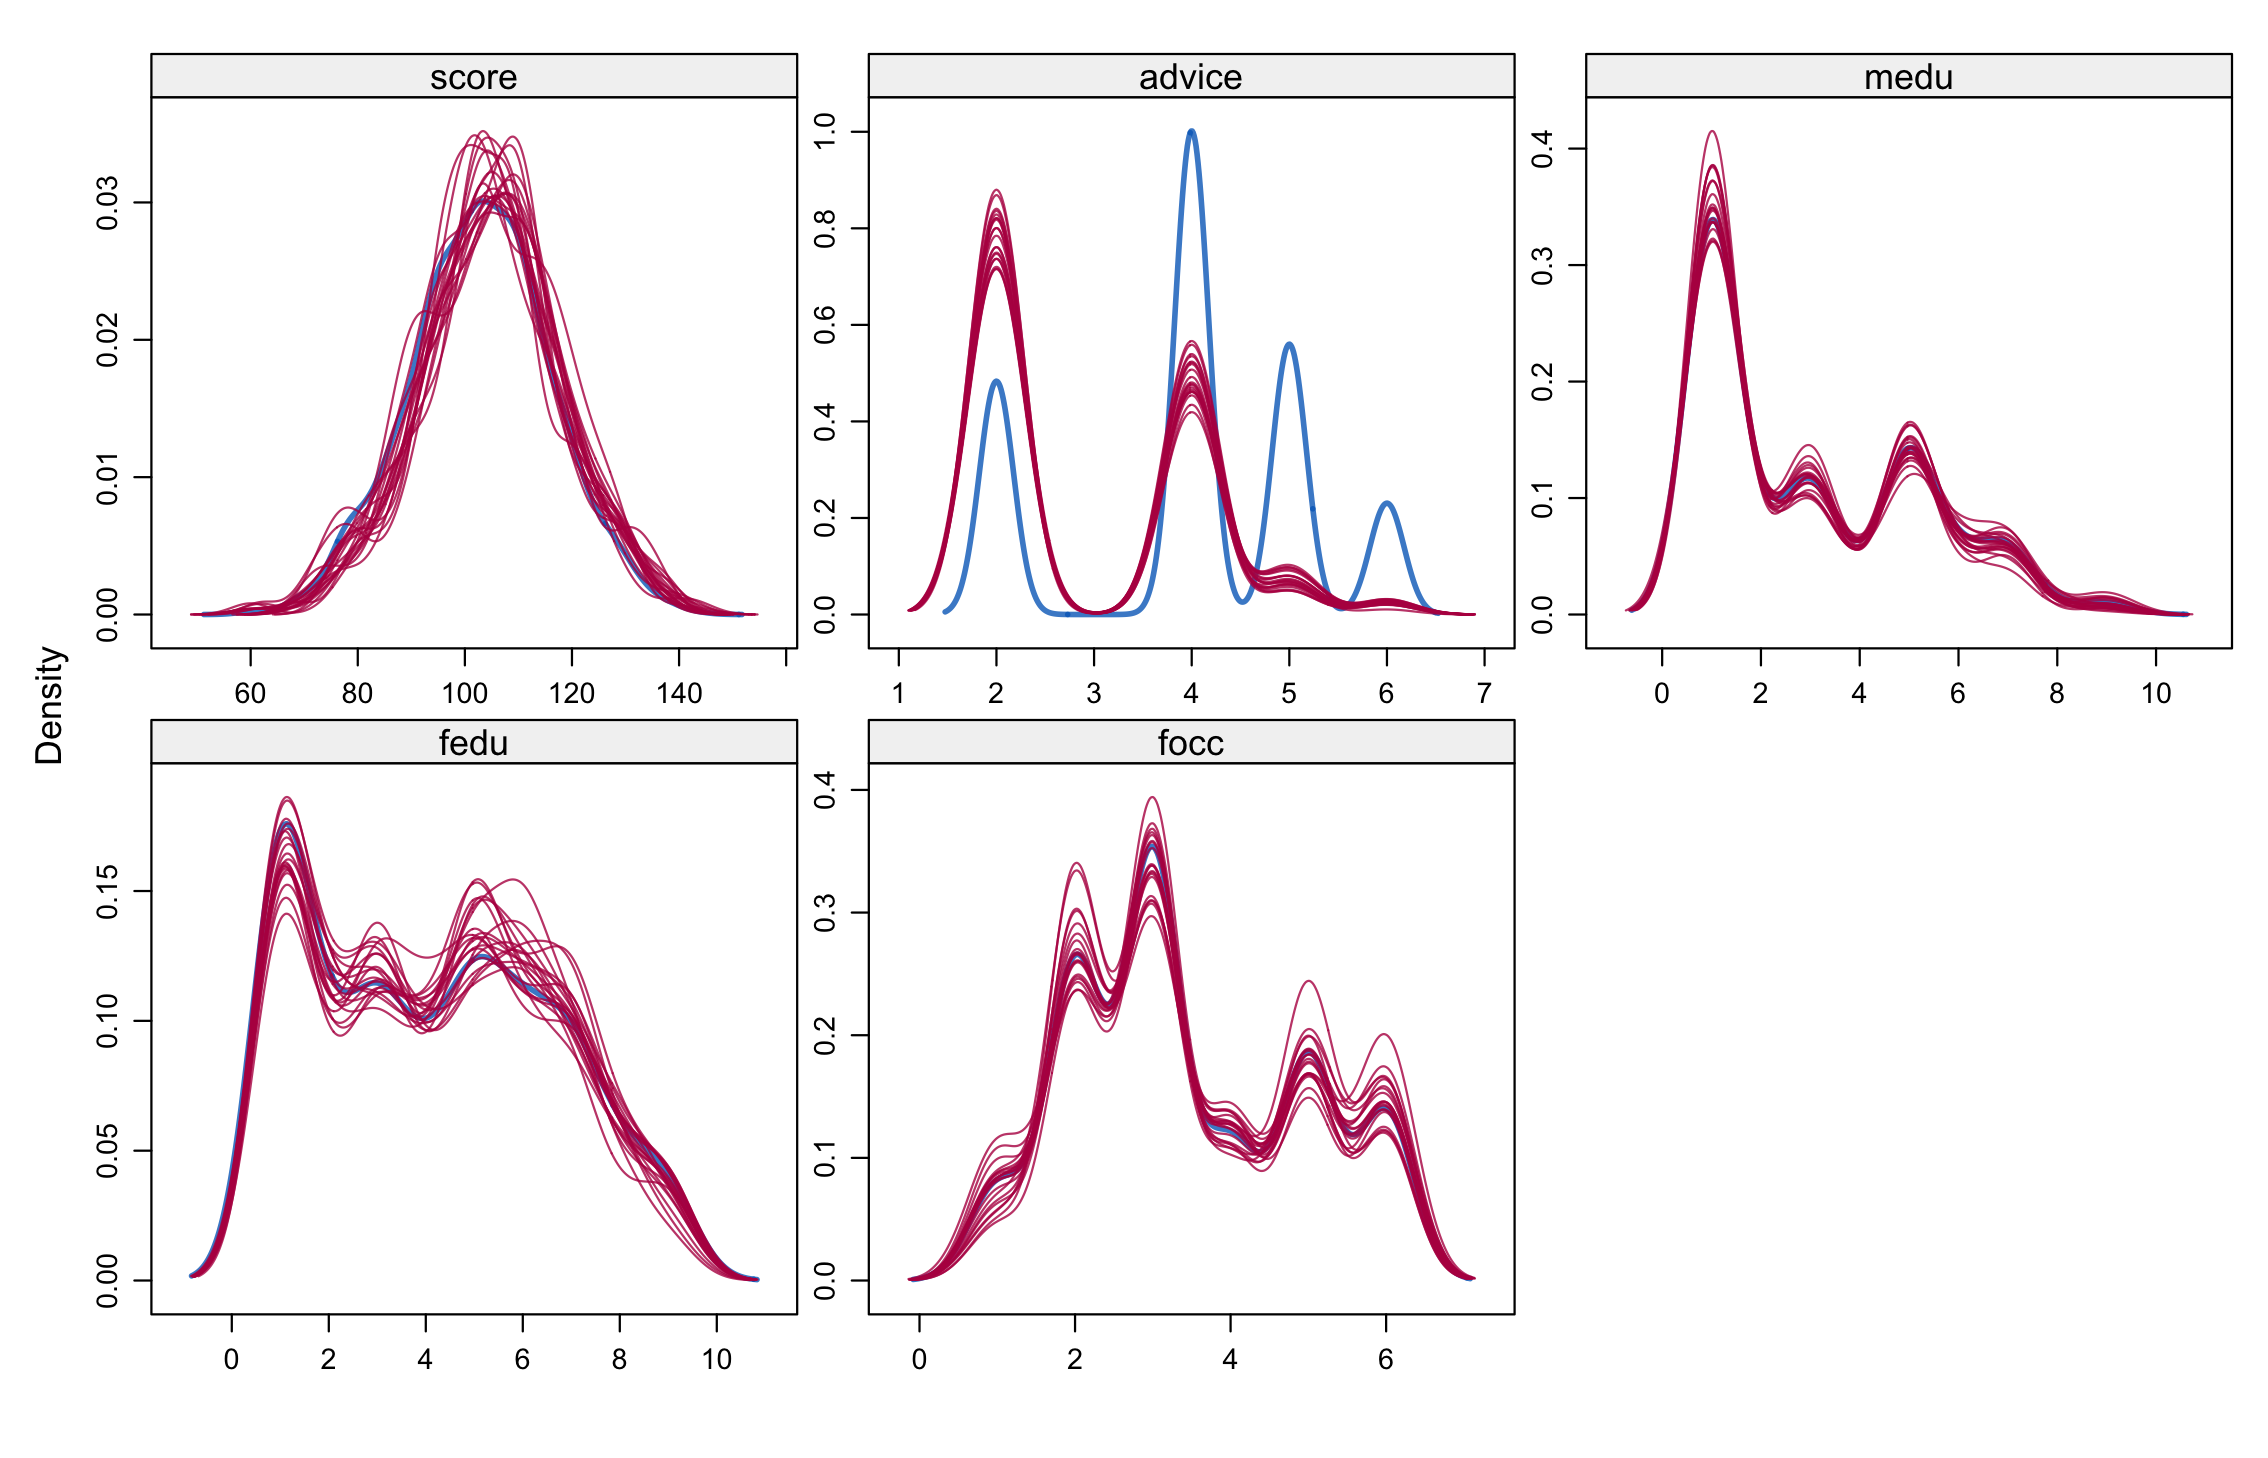 score
advice
medu
0.00 0.01 0.02 0.03
60 80 100 120 140
0.0 0.2 0.4 0.6 0.8 1.0
1 2 3 4 5 6 7
0.0 0.1 0.2 0.3 0.4
0 2 4 6 8 10
Density
fedu
focc
0.00 0.05 0.10 0.15
0 2 4 6 8 10
0.0 0.1 0.2 0.3 0.4
0 2 4 6